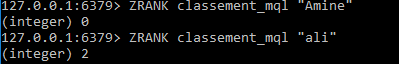 127.0.0.1:6379> ZRANK classement_mql "Amine"
(integer) 0
127.0.0.1:6379> ZRANK classement_mql "ali"
(integer) 2